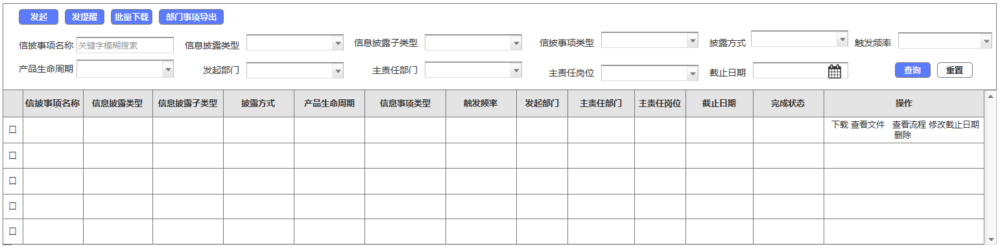 发起 发提醒 批量下载 部门事项导出
信披事项名称 关键字模糊搜索 信息披露类型 信息披露子类型 信披事项类型 披露方式 触发频率
产品生命周期 发起部门 主责任部门 主责任岗位 截止日期 查询 重置
信披事项名称 信息披露类型 信息披露子类型 披露方式 产品生命周期 信息事项类型 触发频率 发起部门 主责任部门 主责任岗位 截止日期 完成状态 操作
下载 查看文件 查看流程 修改截止日期
删除